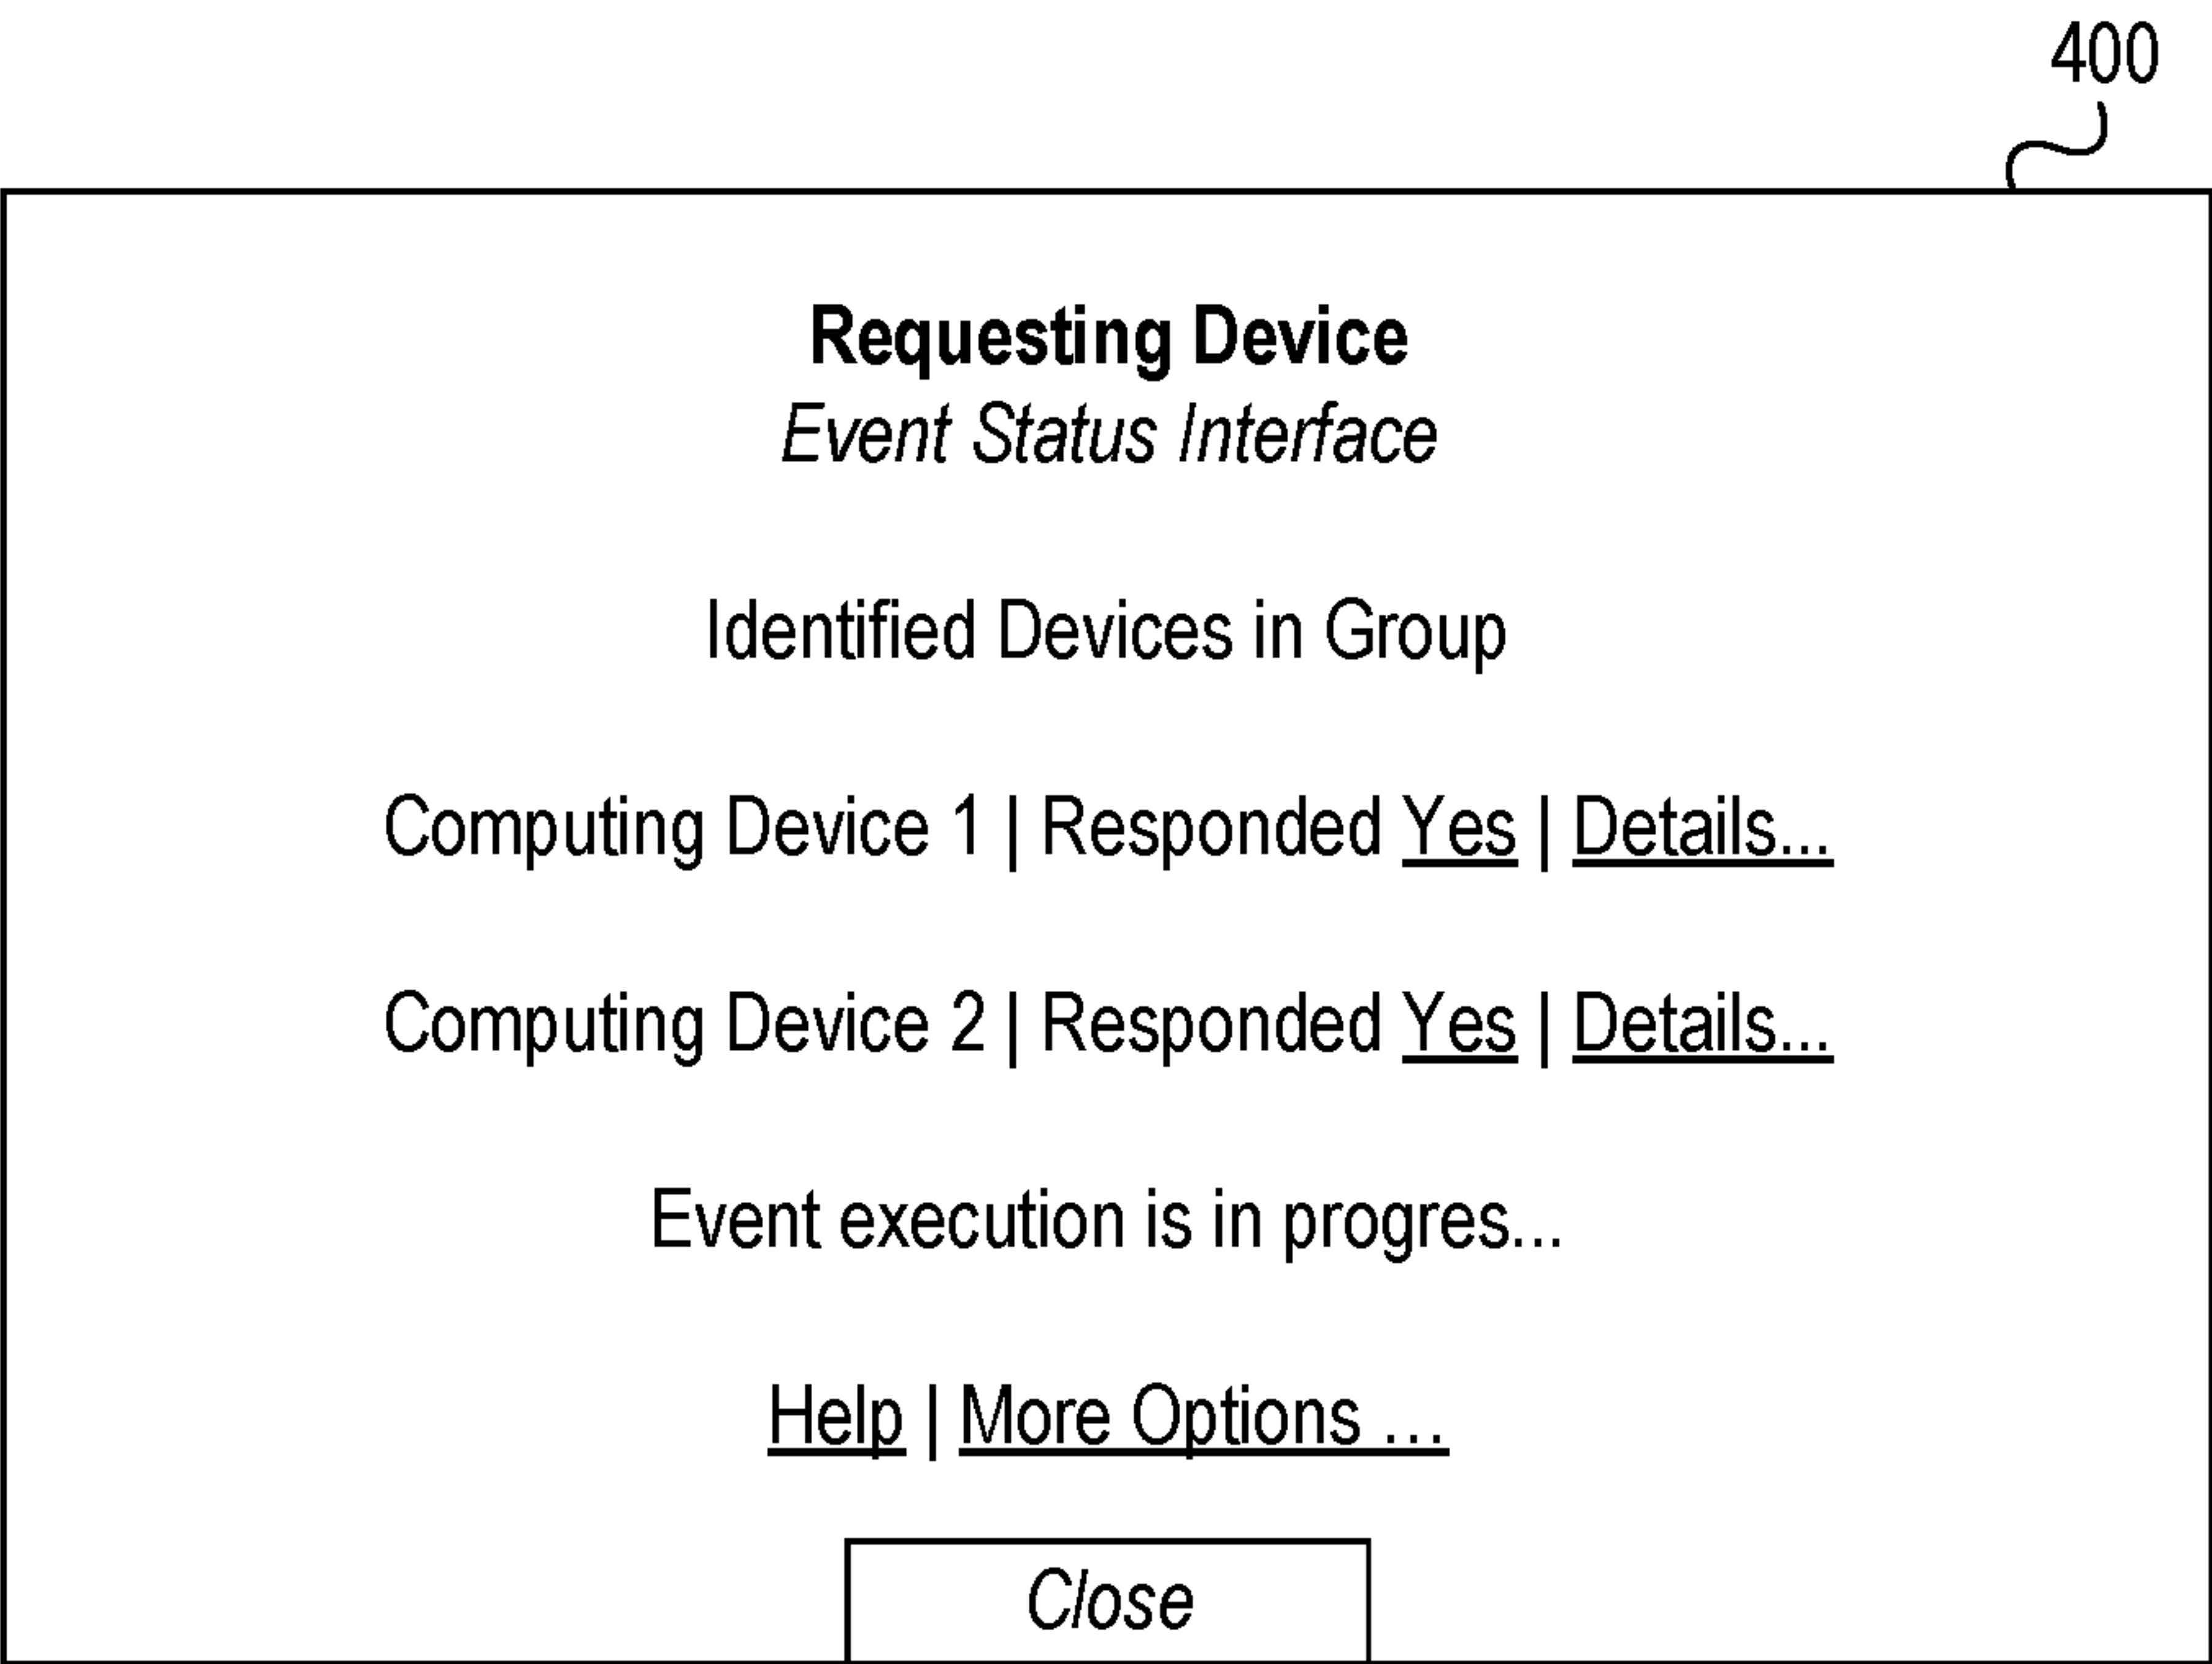 400
Requesting Device
Event Status Interface
Identified Devices in Group
Computing Device 1 | Responded Yes | Details...
Computing Device 2 | Responded Yes | Details...
Event execution is in progres...
Help | More Options ...
Close